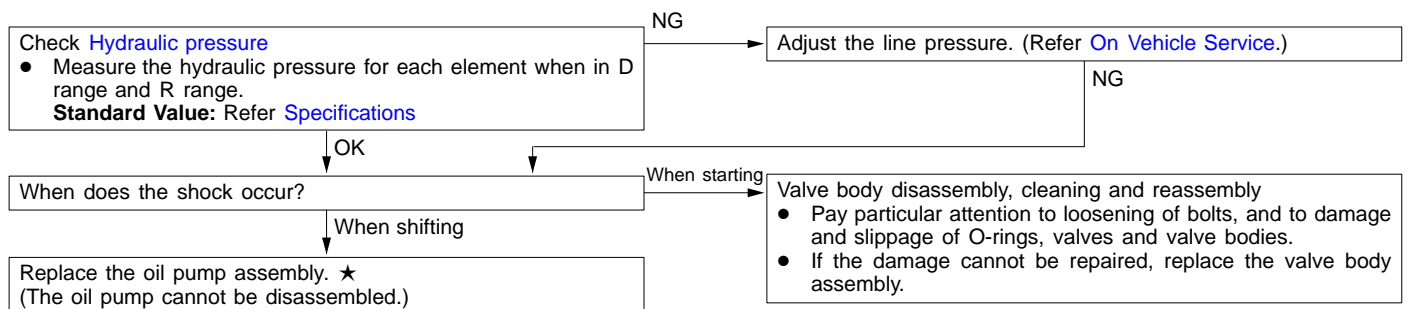 Check Hydraulic pressure
● Measure the hydraulic pressure for each element when in D
range and R range.
Standard Value: Refer Specifications
NG
Adjust the line pressure. (Refer On Vehicle Service.)
NG
OK
When does the shock occur?
When starting
Valve body disassembly, cleaning and reassembly
● Pay particular attention to loosening of bolts, and to damage
and slippage of O-rings, valves and valve bodies.
● If the damage cannot be repaired, replace the valve body
assembly.
When shifting
Replace the oil pump assembly. ★
(The oil pump cannot be disassembled.)